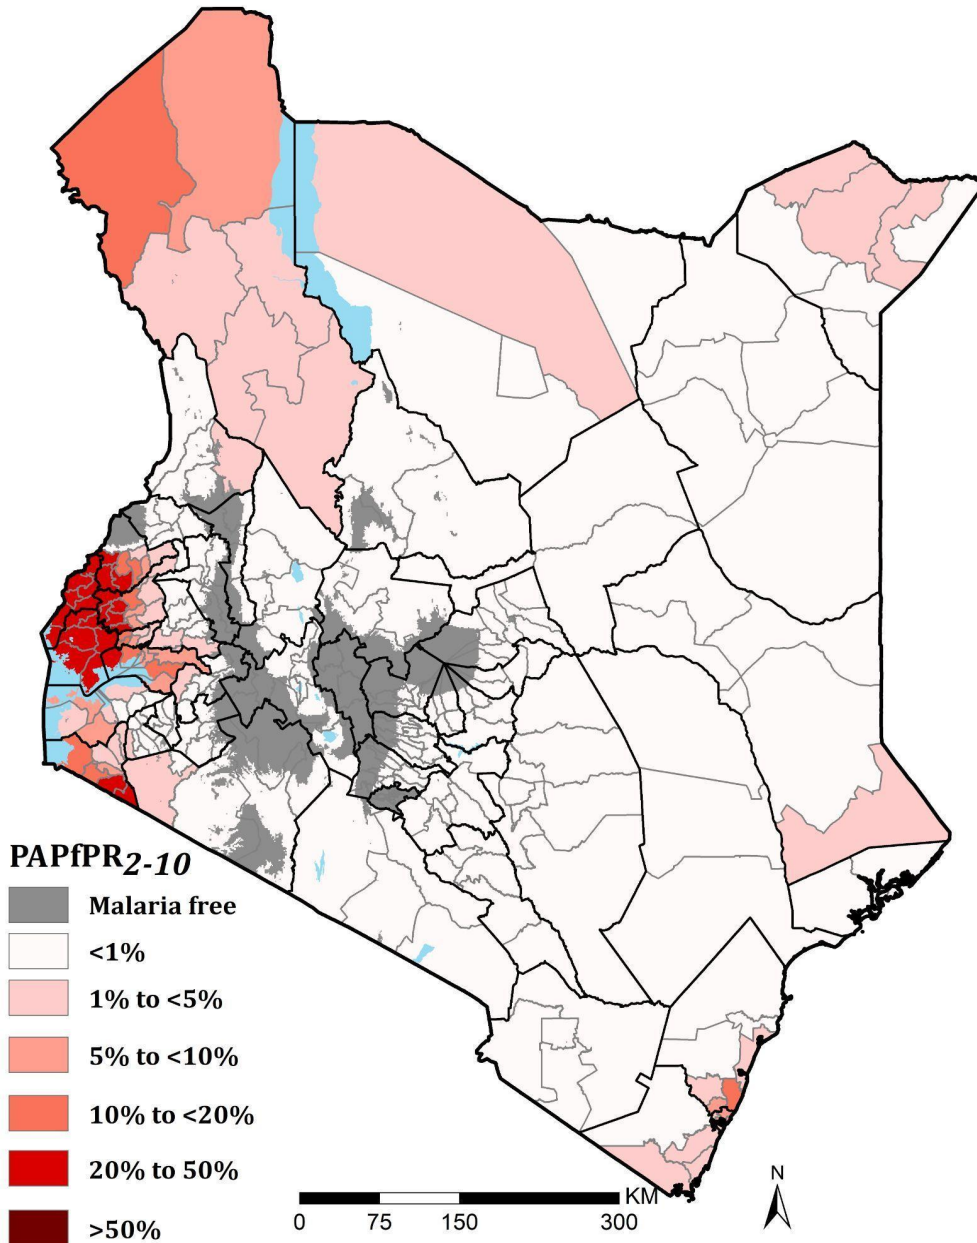 PAPfPR2-10
Malaria free
<1%
1% to <5%
5% to <10%
10% to <20%
20% to 50%
>50%
N
KM
0 75 150 300